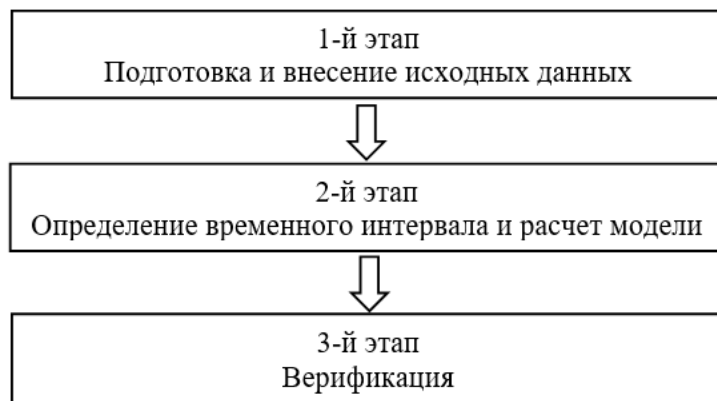 1-й этап
Подготовка и внесение исходных данных
2-й этап
Определение временного интервала и расчет модели
3-й этап
Верификация